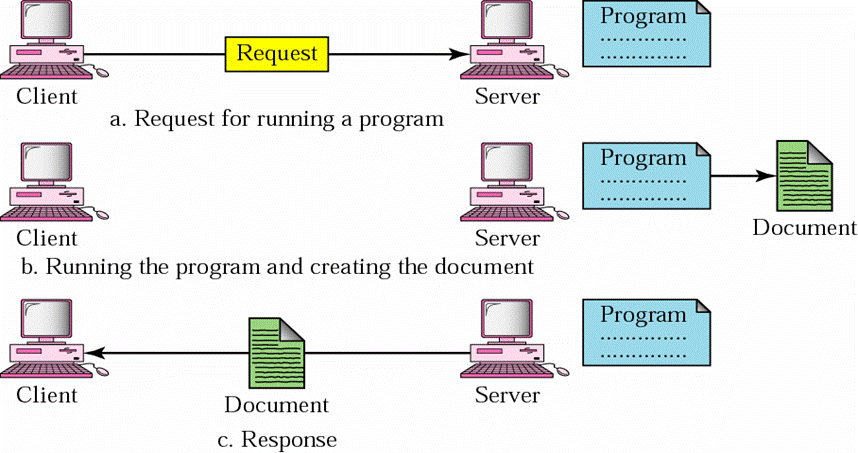 Program
Request
Client
Server
a. Request for running a program
Program
Client
Server
Document
b. Running the program and creating the document
Program
Client
Document
Server
c. Response